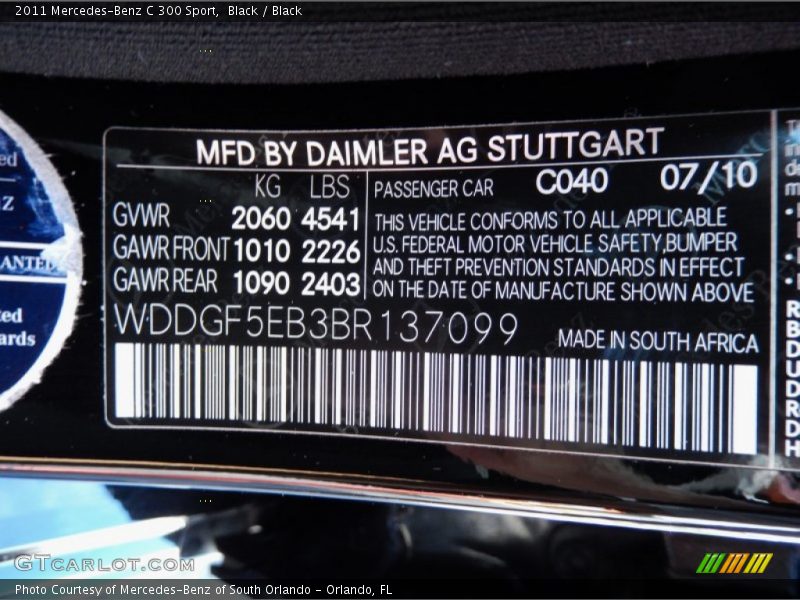 2011 Mercedes-Benz C 300 Sport, Black / Black
MFD BY DAIMLER AG STUTTGART
KG LBS
GVWR 2060 4541
GAWR FRONT 1010 2226
GAWR REAR 1090 2403
PASSENGER CAR C040 07/10
THIS VEHICLE CONFORMS TO ALL APPLICABLE
U.S. FEDERAL MOTOR VEHICLE SAFETY,BUMPER
AND THEFT PREVENTION STANDARDS IN EFFECT
ON THE DATE OF MANUFACTURE SHOWN ABOVE
WDDGF5EB3BR137099
MADE IN SOUTH AFRICA
GTCARLOT.COM
Photo Courtesy of Mercedes-Benz of South Orlando - Orlando, FL